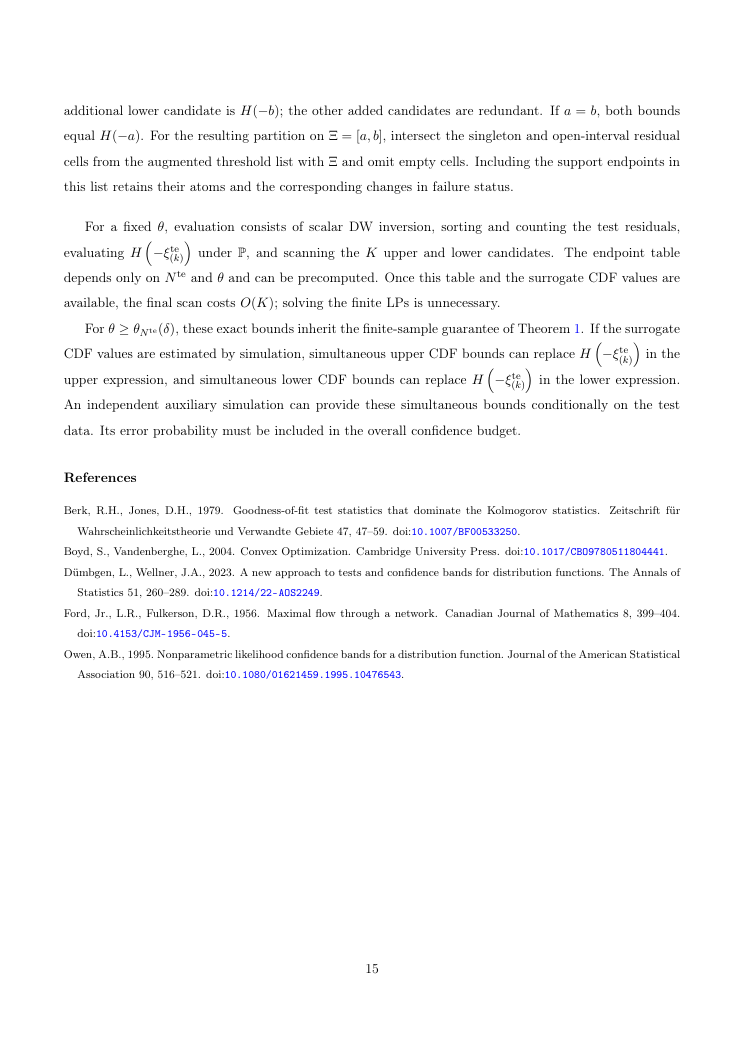 additional lower candidate is H(−b); the other added candidates are redundant. If a = b, both bounds
equal H(−a). For the resulting partition on Ξ = [a, b], intersect the singleton and open-interval residual
cells from the augmented threshold list with Ξ and omit empty cells. Including the support endpoints in
this list retains their atoms and the corresponding changes in failure status.
For a fixed θ, evaluation consists of scalar DW inversion, sorting and counting the test residuals,
evaluating H(−ξ^te_(k)) under ℙ, and scanning the K upper and lower candidates. The endpoint table
depends only on N^te and θ and can be precomputed. Once this table and the surrogate CDF values are
available, the final scan costs O(K); solving the finite LPs is unnecessary.
For θ ≥ θ_{N^te}(δ), these exact bounds inherit the finite-sample guarantee of Theorem 1. If the surrogate
CDF values are estimated by simulation, simultaneous upper CDF bounds can replace H(−ξ^te_(k)) in the
upper expression, and simultaneous lower CDF bounds can replace H(−ξ^te_(k)) in the lower expression.
An independent auxiliary simulation can provide these simultaneous bounds conditionally on the test
data. Its error probability must be included in the overall confidence budget.
References
Berk, R.H., Jones, D.H., 1979. Goodness-of-fit test statistics that dominate the Kolmogorov statistics. Zeitschrift für
Wahrscheinlichkeitstheorie und Verwandte Gebiete 47, 47–59. doi:10.1007/BF00533250.
Boyd, S., Vandenberghe, L., 2004. Convex Optimization. Cambridge University Press. doi:10.1017/CBO9780511804441.
Dümbgen, L., Wellner, J.A., 2023. A new approach to tests and confidence bands for distribution functions. The Annals of
Statistics 51, 260–289. doi:10.1214/22-AOS2249.
Ford, Jr., L.R., Fulkerson, D.R., 1956. Maximal flow through a network. Canadian Journal of Mathematics 8, 399–404.
doi:10.4153/CJM-1956-045-5.
Owen, A.B., 1995. Nonparametric likelihood confidence bands for a distribution function. Journal of the American Statistical
Association 90, 516–521. doi:10.1080/01621459.1995.10476543.
15